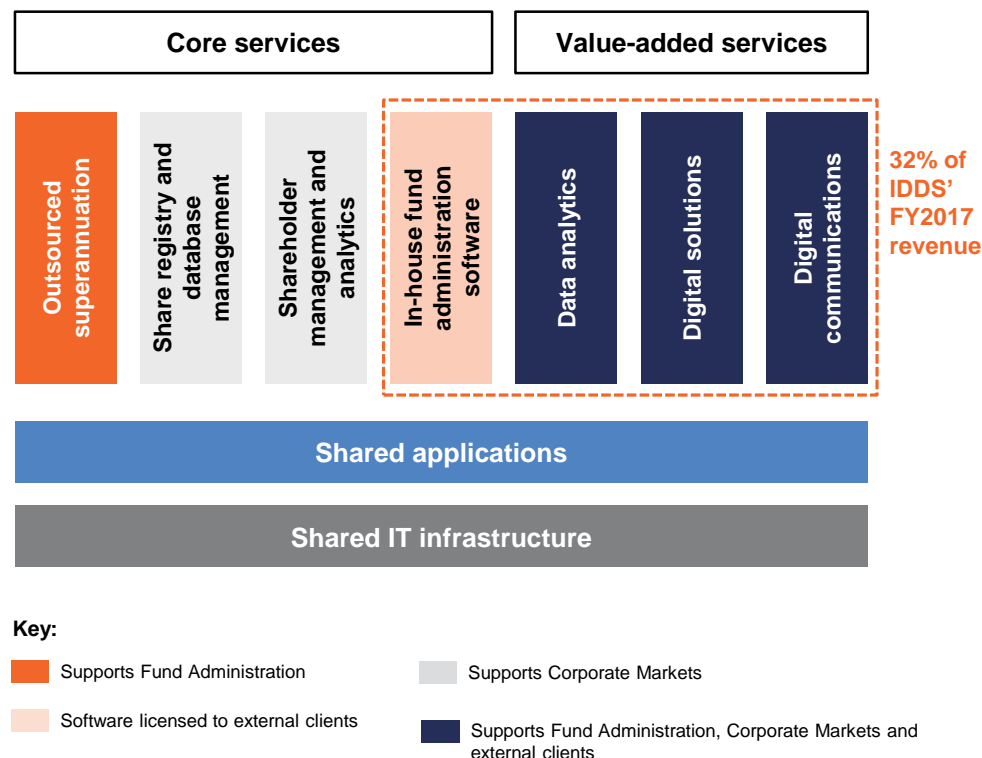 Core services
Value-added services
Outsourced
superannuation
Share registry and
database
management
Shareholder
management and
analytics
In-house fund
administration
software
Data analytics
Digital solutions
Digital
communications
32% of
IDDS'
FY2017
revenue
Shared applications
Shared IT infrastructure
Key:
Supports Fund Administration
Supports Corporate Markets
Software licensed to external clients
Supports Fund Administration, Corporate Markets and
external clients